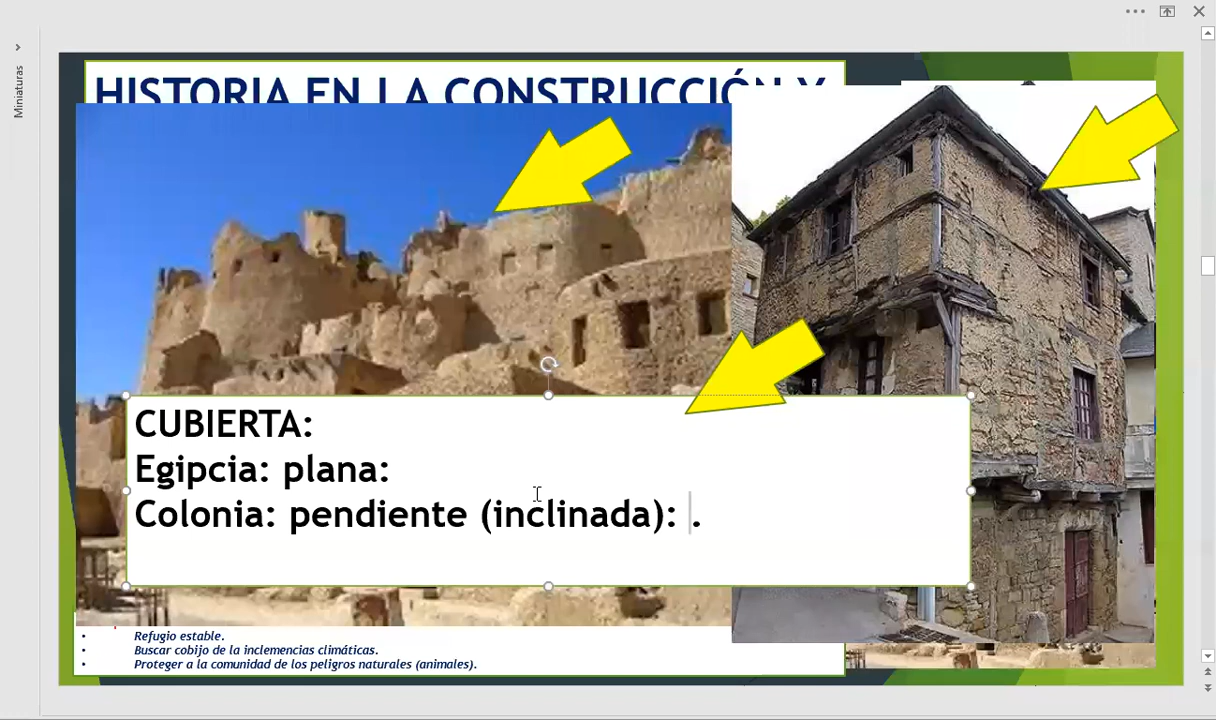 Miniaturas
HISTORIA EN LA CONSTRUCCIÓN Y
CUBIERTA:
Egipcia: plana:
Colonia: pendiente (inclinada): .
• Refugio estable.
• Buscar cobijo de la inclemencias climáticas.
• Proteger a la comunidad de los peligros naturales (animales).